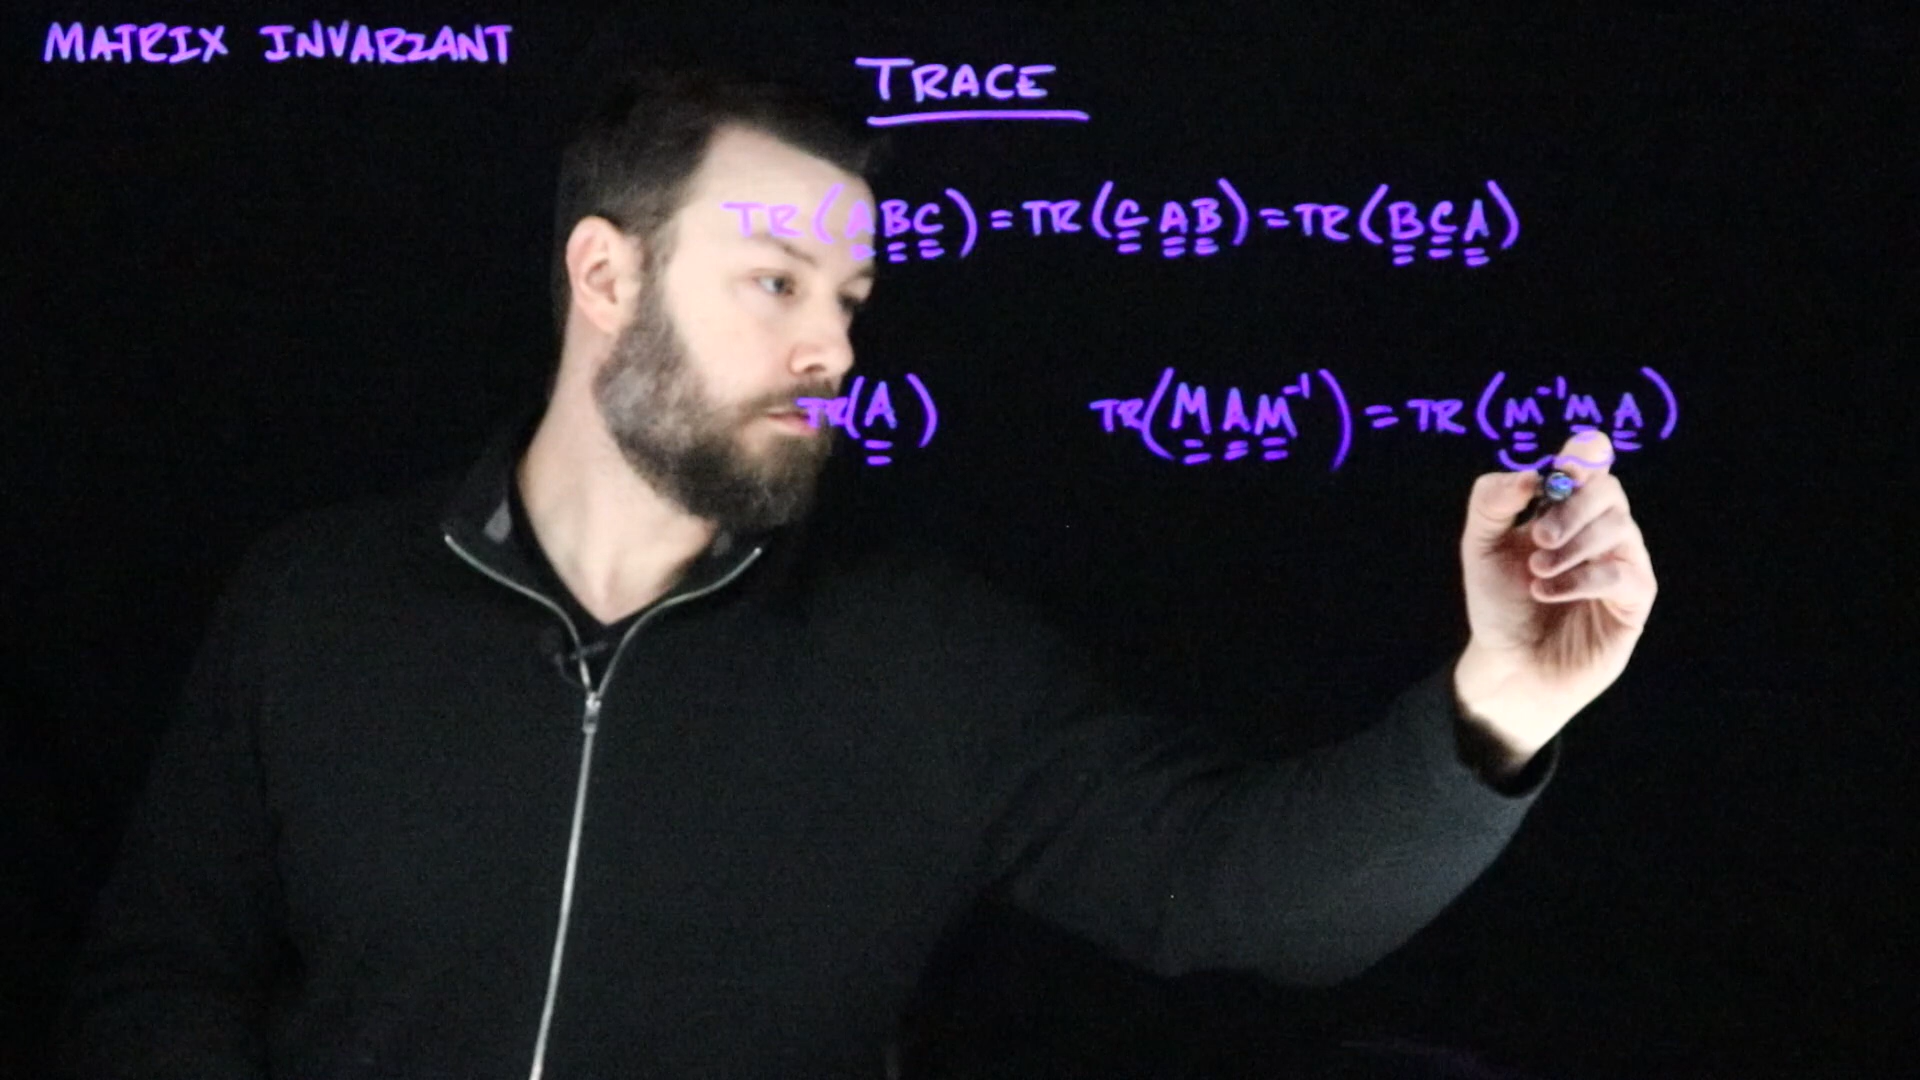 MATRIX INVARIANT
TRACE
TR(ABC) = TR(CAB) = TR(BCA)
TR(A) TR(MAM⁻¹) = TR(M⁻¹MA)